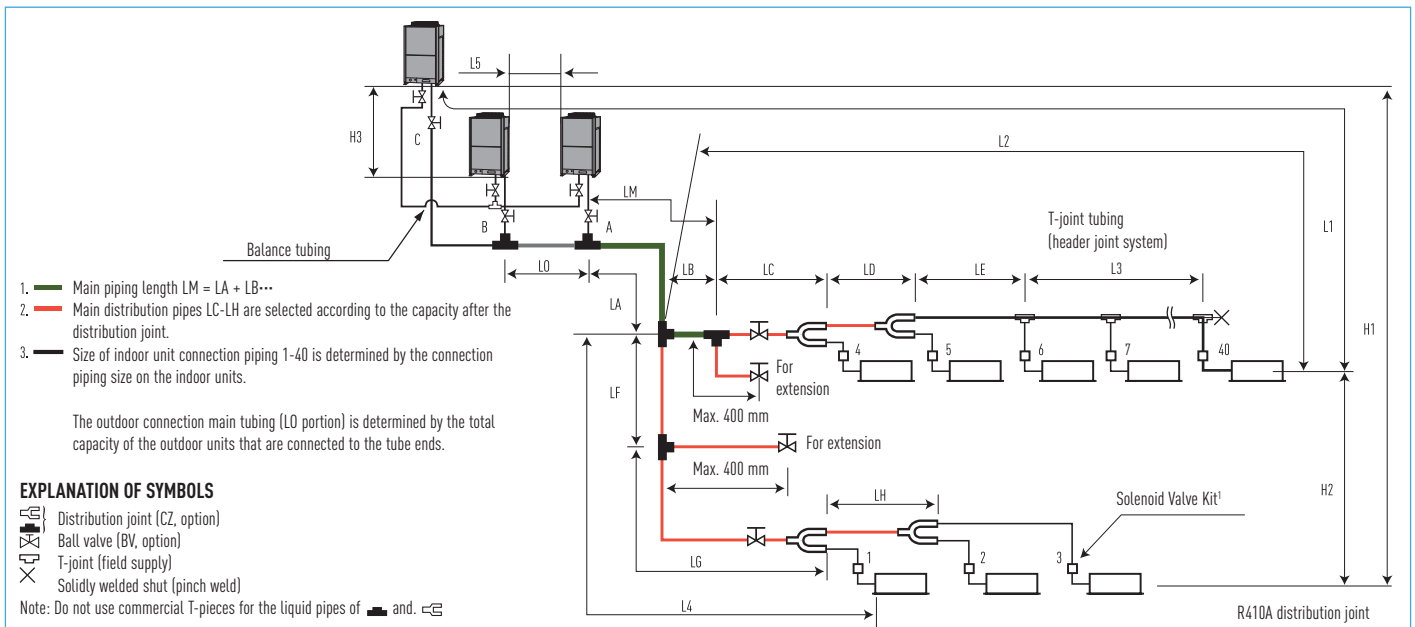 L5
H3
C
L2
LM
B
A
T-joint tubing
(header joint system)
L1
Balance tubing
LO
LB
LC
LD
LE
L3
LA
H1
1. Main piping length LM = LA + LB···
2. Main distribution pipes LC-LH are selected according to the capacity after the
distribution joint.
3. Size of indoor unit connection piping 1-40 is determined by the connection
piping size on the indoor units.
The outdoor connection main tubing (LO portion) is determined by the total
capacity of the outdoor units that are connected to the tube ends.
4
5
6
7
40
For
extension
Max. 400 mm
LF
For extension
Max. 400 mm
H2
LH
Solenoid Valve Kit¹
LG
1
2
3
L4
EXPLANATION OF SYMBOLS
Distribution joint (CZ, option)
Ball valve (BV, option)
T-joint (field supply)
Solidly welded shut (pinch weld)
Note: Do not use commercial T-pieces for the liquid pipes of and.
R410A distribution joint